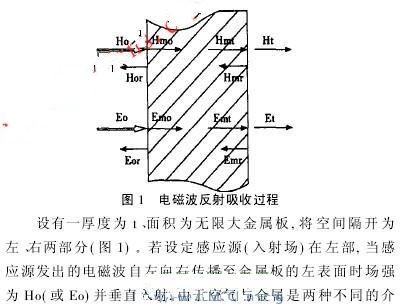 Ho Hmo Hmt Ht
Hor Hmr
Eo Emo Emt Et
Eor Emr
图 1 电磁波反射吸收过程
设有一厚度为 t、面积为无限大金属板,将空间隔开为
左、右两部分(图 1)。若设定感应源(入射场)在左部,当感
应源发出的电磁波自左向右传播至金属板的左表面时场强
为 Ho(或 Eo)并垂直入射,由于空气与金属是两种不同的介